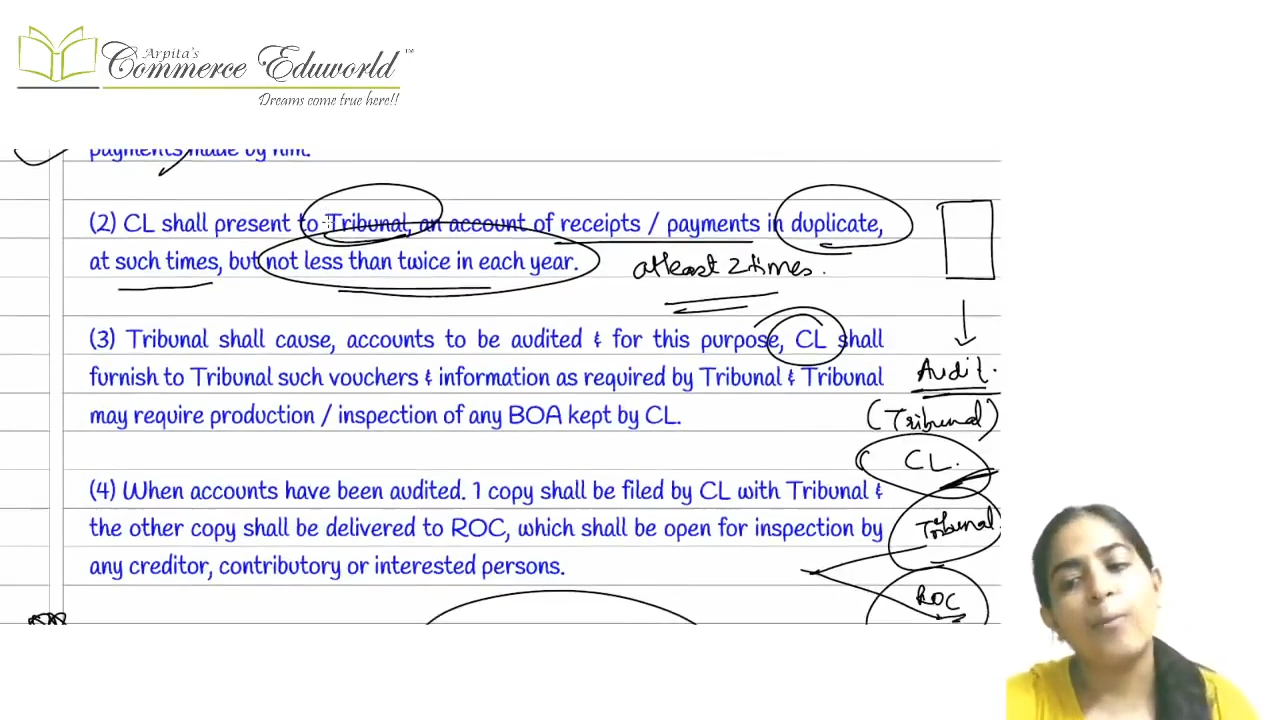 Arpita's
Commerce Eduworld™
Dreams come true here!!
payments made by him.
(2) CL shall present to Tribunal, an account of receipts / payments in duplicate,
at such times, but not less than twice in each year.
atleast 2 times.
(3) Tribunal shall cause, accounts to be audited & for this purpose, CL shall
furnish to Tribunal such vouchers & information as required by Tribunal & Tribunal
may require production / inspection of any BOA kept by CL.
Audit.
(Tribunal)
CL.
(4) When accounts have been audited. 1 copy shall be filed by CL with Tribunal &
the other copy shall be delivered to ROC, which shall be open for inspection by
any creditor, contributory or interested persons.
Tribunal
ROC